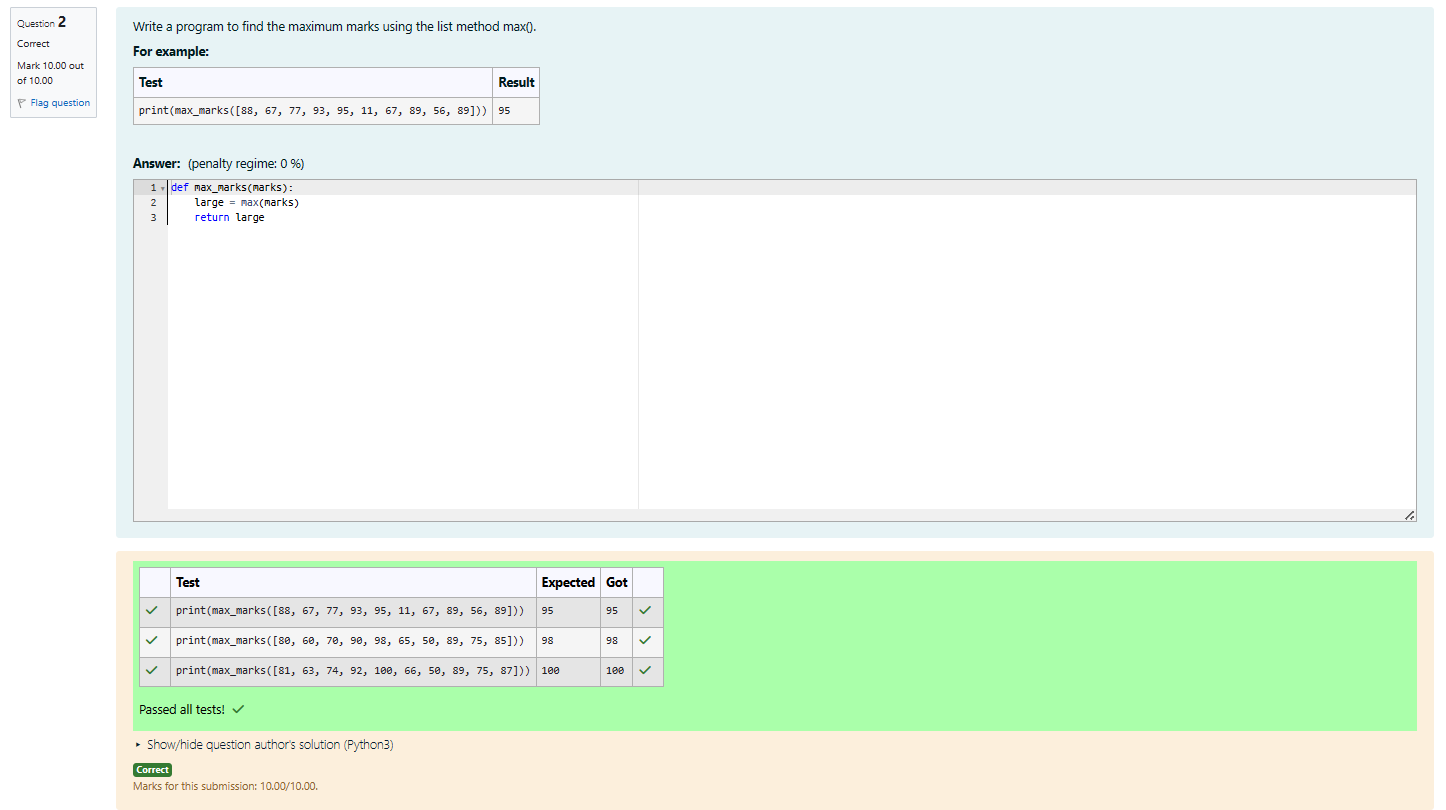 Question 2
Correct
Mark 10.00 out
of 10.00
Flag question
Write a program to find the maximum marks using the list method max().
For example:
Test Result
print(max_marks([88, 67, 77, 93, 95, 11, 67, 89, 56, 89])) 95
Answer: (penalty regime: 0 %)
1 def max_marks(marks):
2 large = max(marks)
3 return large
Test Expected Got
print(max_marks([88, 67, 77, 93, 95, 11, 67, 89, 56, 89])) 95 95
print(max_marks([80, 60, 70, 90, 98, 65, 50, 89, 75, 85])) 98 98
print(max_marks([81, 63, 74, 92, 100, 66, 50, 89, 75, 87])) 100 100
Passed all tests!
Show/hide question author's solution (Python3)
Correct
Marks for this submission: 10.00/10.00.